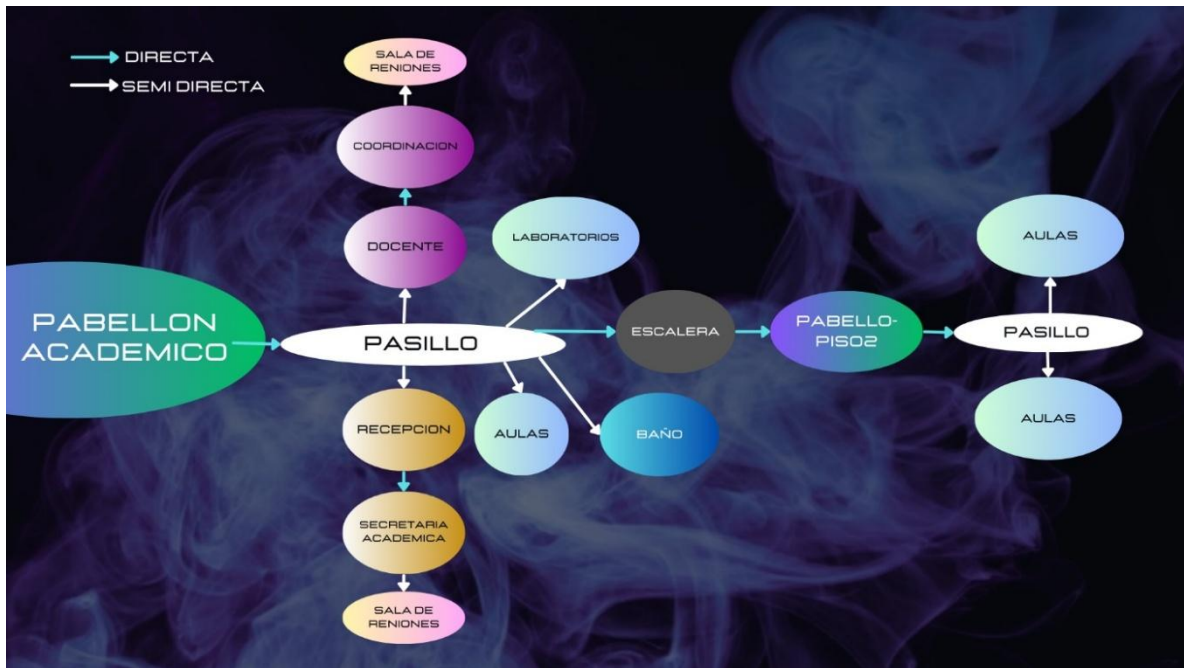 DIRECTA
SEMI DIRECTA
SALA DE
RENIONES
COORDINACION
DOCENTE
LABORATORIOS
AULAS
PABELLON
ACADEMICO
PASILLO
ESCALERA
PABELLO-
PISO2
PASILLO
RECEPCION
AULAS
BAÑO
AULAS
SECRETARIA
ACADEMICA
SALA DE
RENIONES